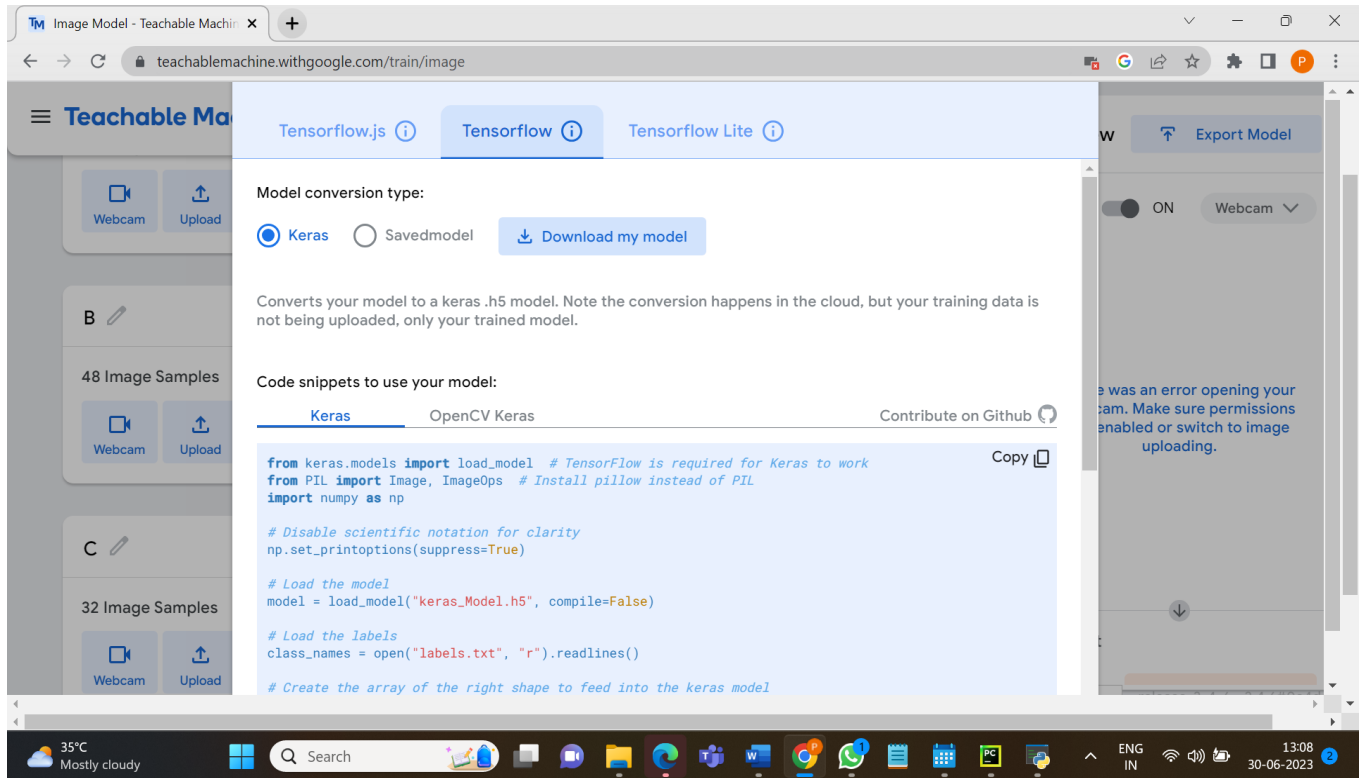 Image Model - Teachable Machin
teachablemachine.withgoogle.com/train/image
P
Teachable Ma
Tensorflow.js
Tensorflow
Tensorflow Lite
w
Export Model
Webcam
Upload
ON
Webcam
Model conversion type:
Keras
Savedmodel
Download my model
Converts your model to a keras .h5 model. Note the conversion happens in the cloud, but your training data is
not being uploaded, only your trained model.
B
48 Image Samples
Webcam
Upload
Code snippets to use your model:
Keras
OpenCV Keras
Contribute on Github
e was an error opening your
cam. Make sure permissions
enabled or switch to image
uploading.
Copy
from keras.models import load_model  # TensorFlow is required for Keras to work
from PIL import Image, ImageOps  # Install pillow instead of PIL
import numpy as np
# Disable scientific notation for clarity
np.set_printoptions(suppress=True)
# Load the model
model = load_model("keras_Model.h5", compile=False)
# Load the labels
class_names = open("labels.txt", "r").readlines()
# Create the array of the right shape to feed into the keras model
C
32 Image Samples
Webcam
Upload
35°C
Mostly cloudy
Search
1
ENG
IN
13:08
30-06-2023
2